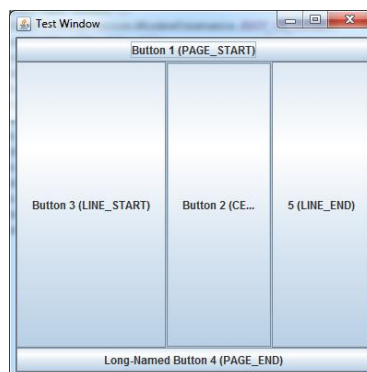 Test Window
Button 1 (PAGE_START)
Button 3 (LINE_START)
Button 2 (CE...
5 (LINE_END)
Long-Named Button 4 (PAGE_END)